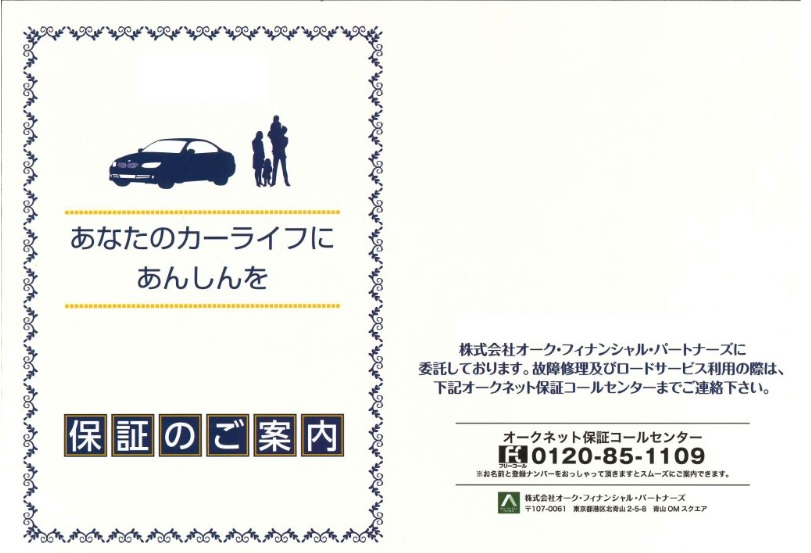 あなたのカーライフに
あんしんを
保証のご案内
株式会社オーク・フィナンシャル・パートナーズに
委託しております。故障修理及びロードサービス利用の際は、
下記オークネット保証コールセンターまでご連絡下さい。
オークネット保証コールセンター
フリーコール 0120-85-1109
※お名前と登録ナンバーをおっしゃって頂きますとスムーズにご案内できます。
株式会社オーク・フィナンシャル・パートナーズ
〒107-0061 東京都港区北青山2-5-8 青山OMスクエア